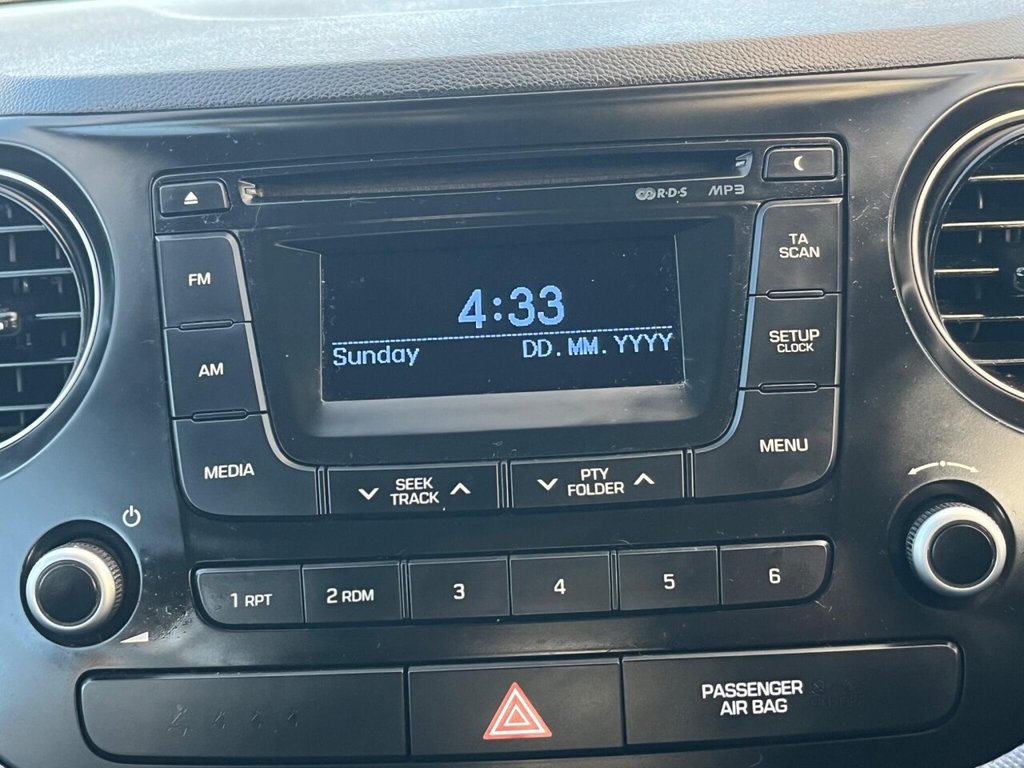 R·D·S MP3
FM
TA
SCAN
4:33
Sunday DD.MM.YYYY
AM
SETUP
CLOCK
MEDIA
MENU
SEEK
TRACK
PTY
FOLDER
1 RPT
2 RDM
3
4
5
6
PASSENGER
AIR BAG